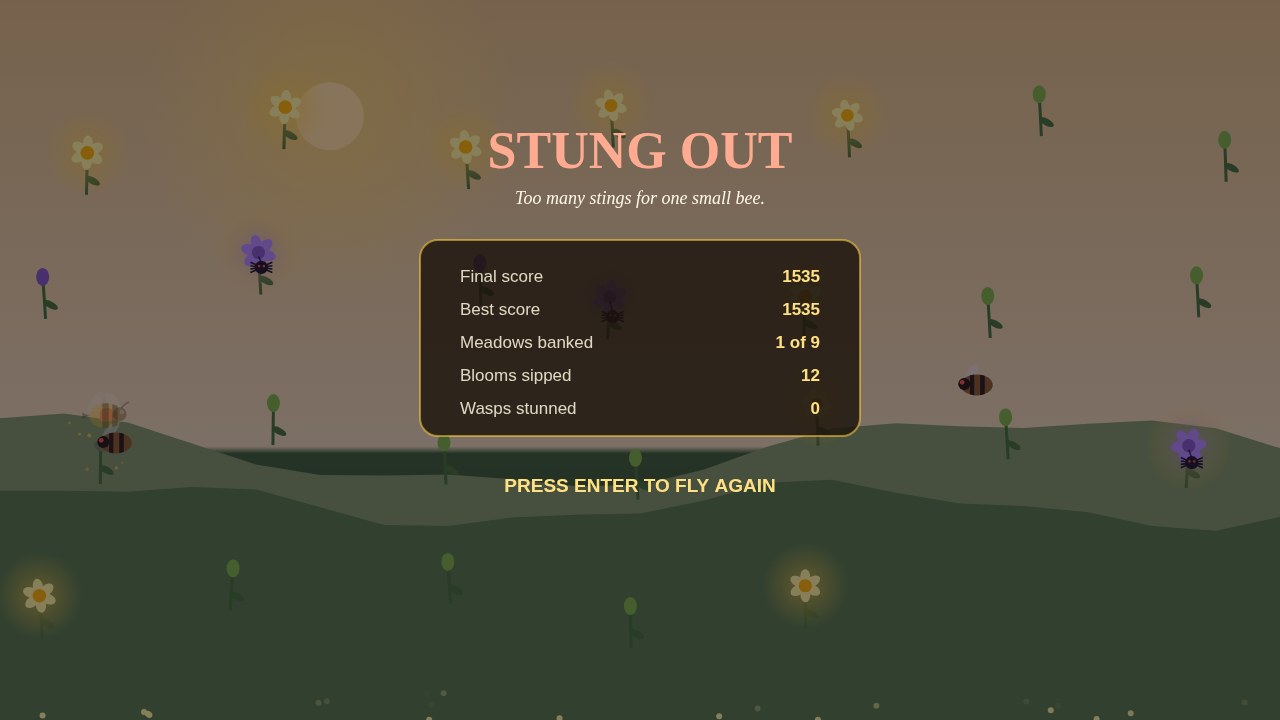 STUNG OUT
Too many stings for one small bee.
Final score 1535
Best score 1535
Meadows banked 1 of 9
Blooms sipped 12
Wasps stunned 0
PRESS ENTER TO FLY AGAIN